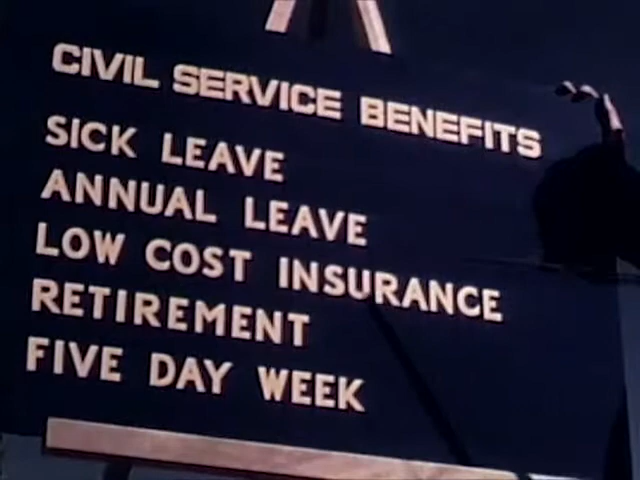 CIVIL SERVICE BENEFITS
SICK LEAVE
ANNUAL LEAVE
LOW COST INSURANCE
RETIREMENT
FIVE DAY WEEK